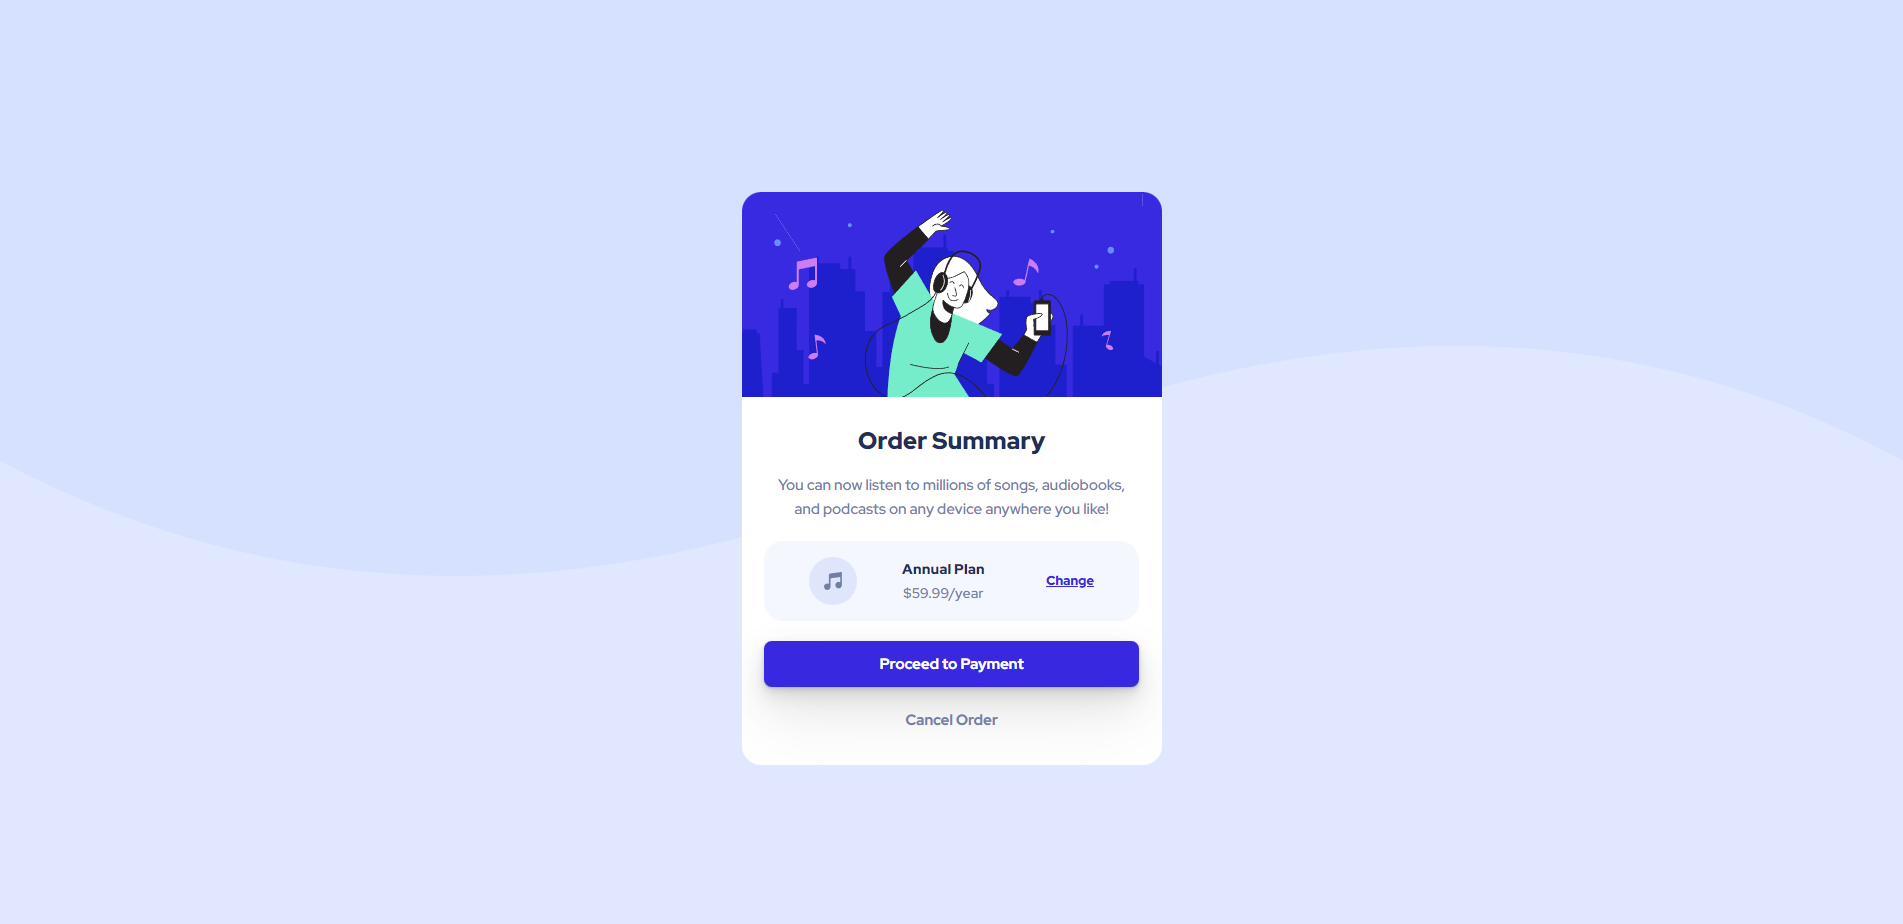 Order Summary
You can now listen to millions of songs, audiobooks,
and podcasts on any device anywhere you like!
Annual Plan
$59.99/year
Change
Proceed to Payment
Cancel Order